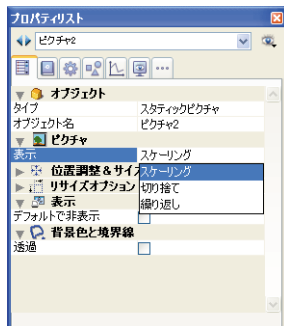 プロパティリスト
ピクチャ2
オブジェクト
タイプ スタティックピクチャ
オブジェクト名 ピクチャ2
ピクチャ
表示 スケーリング
スケーリング
切り捨て
繰り返し
位置調整＆サイ
リサイズオプション
表示
デフォルトで非表示
背景色と境界線
透過